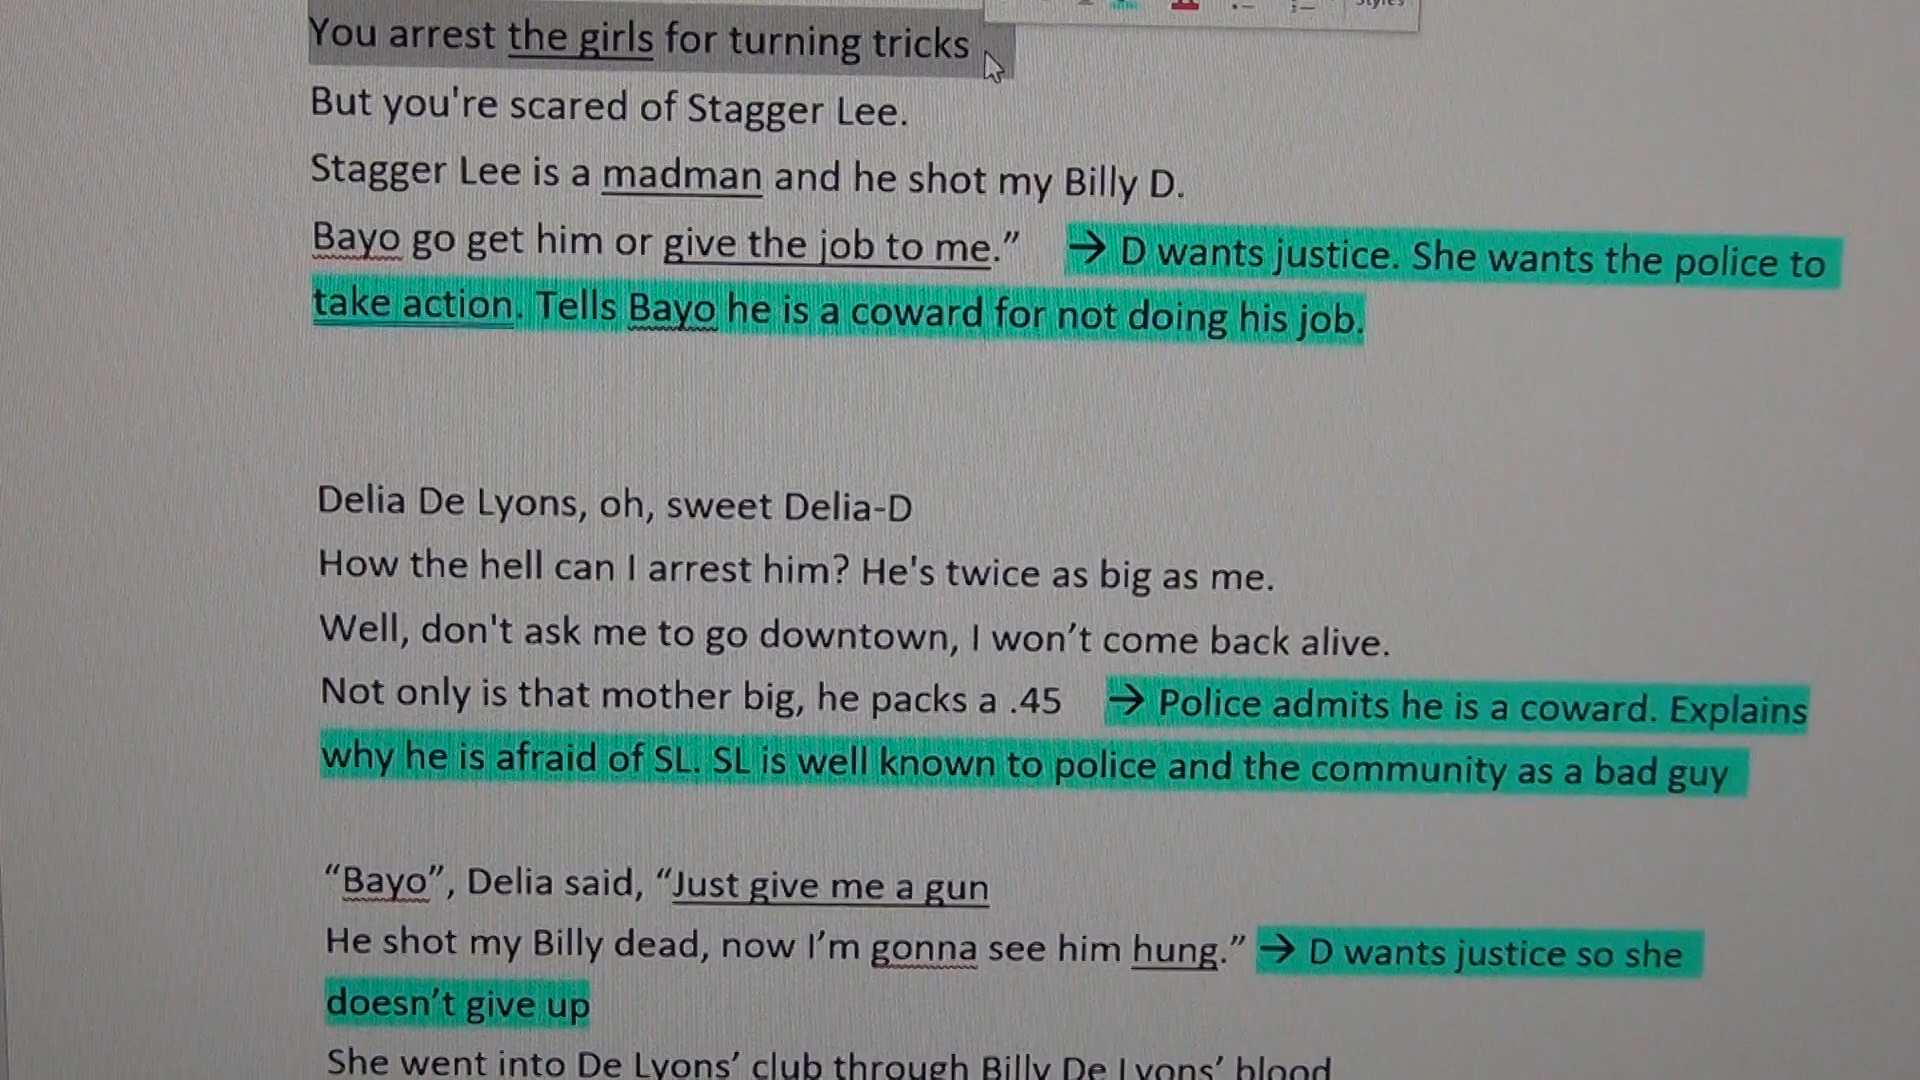 Styles
You arrest the girls for turning tricks
But you're scared of Stagger Lee.
Stagger Lee is a madman and he shot my Billy D.
Bayo go get him or give the job to me.” → D wants justice. She wants the police to
take action. Tells Bayo he is a coward for not doing his job.
Delia De Lyons, oh, sweet Delia-D
How the hell can I arrest him? He's twice as big as me.
Well, don't ask me to go downtown, I won’t come back alive.
Not only is that mother big, he packs a .45 → Police admits he is a coward. Explains
why he is afraid of SL. SL is well known to police and the community as a bad guy
“Bayo”, Delia said, “Just give me a gun
He shot my Billy dead, now I’m gonna see him hung.” → D wants justice so she
doesn’t give up
She went into De Lyons’ club through Billy De Lyons’ blood